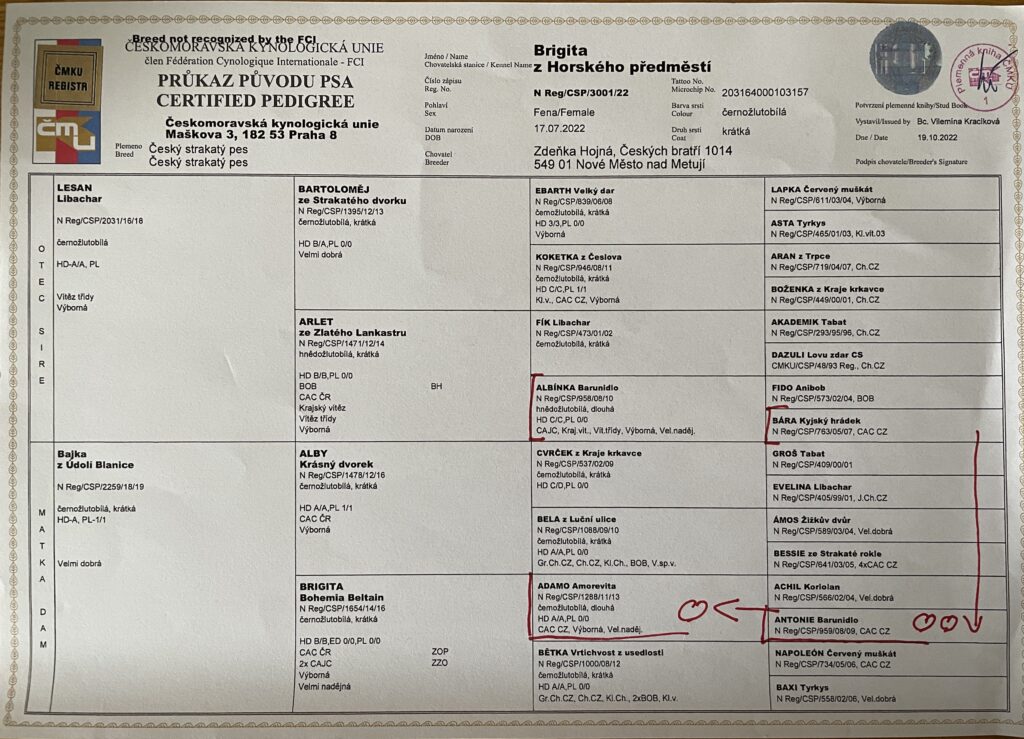 Breed not recognized by the FCI
ČESKOMORAVSKÁ KYNOLOGICKÁ UNIE
člen Fédération Cynologique Internationale - FCI
PRŮKAZ PŮVODU PSA
CERTIFIED PEDIGREE
ČMKU
REGISTR
Českomoravská kynologická unie
Maškova 3, 182 53 Praha 8
Plemeno
Breed
Český strakatý pes
Český strakatý pes
Jméno / Name
Chovatelská stanice / Kennel Name
Brigita
z Horského předměstí
Číslo zápisu
Reg. No.
N Reg/CSP/3001/22
Tattoo No.
Microchip No.
203164000103157
Pohlaví
Sex
Fena/Female
Barva srsti
Colour
černožlutobílá
Datum narození
DOB
17.07.2022
Druh srsti
Coat
krátká
Chovatel
Breeder
Zdeňka Hojná, Českých bratří 1014
549 01 Nové Město nad Metují
Plemenná kniha ČMKU
1
Potvrzení plemenné knihy/Stud Book
Vystavil/Issued by Bc. Vilemína Kracíková
Dne / Date 19.10.2022
Podpis chovatele/Breeder's Signature
OTEC SIRE
MATKA DAM
LESAN
Libachar
N Reg/CSP/2031/16/18
černožlutobílá
HD-A/A, PL
Vítěz třídy
Výborná
Bajka
z Údolí Blanice
N Reg/CSP/2259/18/19
černožlutobílá, krátká
HD-A, PL-1/1
Velmi dobrá
BARTOLOMĚJ
ze Strakatého dvorku
N Reg/CSP/1395/12/13
černožlutobílá, krátká
HD B/A,PL 0/0
Velmi dobrá
ARLET
ze Zlatého Lankastru
N Reg/CSP/1471/12/14
hnědožlutobílá, krátká
HD B/B,PL 0/0
BOB BH
CAC ČR
Krajský vítěz
Vítěz třídy
Výborná
ALBY
Krásný dvorek
N Reg/CSP/1478/12/16
černožlutobílá, krátká
HD A/A,PL 1/1
CAC ČR
Výborná
BRIGITA
Bohemia Beltain
N Reg/CSP/1654/14/16
černožlutobílá, krátká
HD B/B,ED 0/0,PL 0/0
CAC ČR ZOP
2x CAJC ZZO
Výborná
Velmi nadějná
EBARTH Velký dar
N Reg/CSP/839/06/08
černožlutobílá, krátká
HD 3/3,PL 0/0
Výborná
KOKETKA z Česlova
N Reg/CSP/946/08/11
černožlutobílá, krátká
HD C/C,PL 1/1
Kl.v., CAC CZ, Výborná
FÍK Libachar
N Reg/CSP/473/01/02
černožlutobílá, krátká
ALBÍNKA Barunidlo
N Reg/CSP/958/08/10
hnědožlutobílá, dlouhá
HD C/C,PL 0/0
CAJC, Kraj.vít., Vít.třídy, Výborná, Vel.naděj.
CVRČEK z Kraje krkavce
N Reg/CSP/537/02/09
černožlutobílá, krátká
HD C/D,PL 0/0
BELA z Luční ulice
N Reg/CSP/1088/09/10
černožlutobílá, krátká
HD A/A,PL 0/0
Gr.Ch.CZ, Ch.CZ, Kl.Ch., BOB, V.sp.v.
ADAMO Amorevita
N Reg/CSP/1288/11/13
černožlutobílá, dlouhá
HD A/A,PL 0/0
CAC CZ, Výborná, Vel.naděj.
BĚTKA Vrtichvost z usedlosti
N Reg/CSP/1000/08/12
černožlutobílá, krátká
HD A/A,PL 0/0
Gr.Ch.CZ, Ch.CZ, Kl.Ch., 2xBOB, Kl.v.
LAPKA Červený muškát
N Reg/CSP/611/03/04, Výborná
ASTA Tyrkys
N Reg/CSP/465/01/03, Kl.vít.03
ARAN z Trpce
N Reg/CSP/719/04/07, Ch.CZ
BOŽENKA z Kraje krkavce
N Reg/CSP/449/00/01, Ch.CZ
AKADEMIK Tabat
N Reg/CSP/293/95/96, Ch.CZ
DAZULI Lovu zdar CS
CMKU/CSP/48/93 Reg., Ch.CZ
FIDO Anibob
N Reg/CSP/573/02/04, BOB
BÁRA Kyjský hrádek
N Reg/CSP/763/05/07, CAC CZ
GROŠ Tabat
N Reg/CSP/409/00/01
EVELINA Libachar
N Reg/CSP/405/99/01, J.Ch.CZ
ÁMOS Žižkův dvůr
N Reg/CSP/589/03/04, Vel.dobrá
BESSIE ze Strakaté rokle
N Reg/CSP/641/03/05, 4xCAC CZ
ACHIL Koriolan
N Reg/CSP/566/02/04, Vel.dobrá
ANTONIE Barunidlo
N Reg/CSP/959/08/09, CAC CZ
NAPOLEÓN Červený muškát
N Reg/CSP/734/05/06, CAC CZ
BAXI Tyrkys
N Reg/CSP/558/02/06, Vel.dobrá